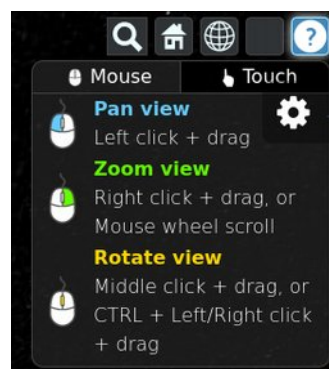 ?
Mouse
Touch
Pan view
Left click + drag
Zoom view
Right click + drag, or
Mouse wheel scroll
Rotate view
Middle click + drag, or
CTRL + Left/Right click
+ drag